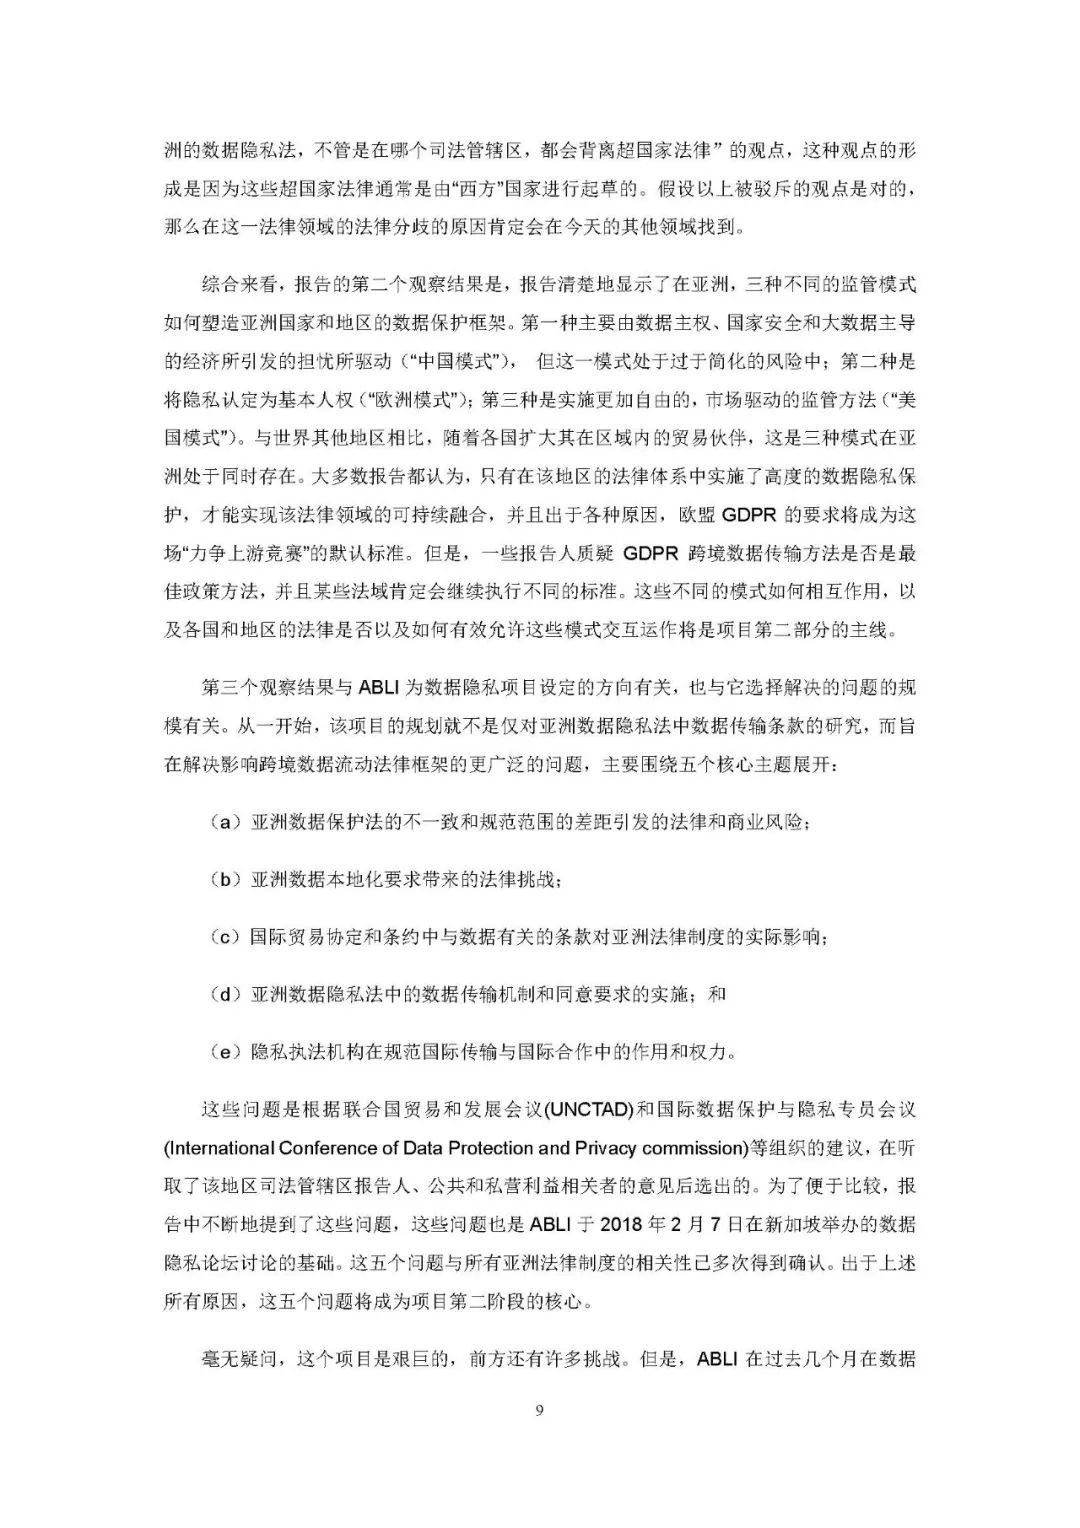 洲的数据隐私法，不管是在哪个司法管辖区，都会背离超国家法律”的观点，这种观点的形
成是因为这些超国家法律通常是由“西方”国家进行起草的。假设以上被驳斥的观点是对的，
那么在这一法律领域的法律分歧的原因肯定会在今天的其他领域找到。
综合来看，报告的第二个观察结果是，报告清楚地显示了在亚洲，三种不同的监管模式
如何塑造亚洲国家和地区的数据保护框架。第一种主要由数据主权、国家安全和大数据主导
的经济所引发的担忧所驱动（“中国模式”）， 但这一模式处于过于简化的风险中；第二种是
将隐私认定为基本人权（“欧洲模式”）；第三种是实施更加自由的，市场驱动的监管方法（“美
国模式”）。与世界其他地区相比，随着各国扩大其在区域内的贸易伙伴，这是三种模式在亚
洲处于同时存在。大多数报告都认为，只有在该地区的法律体系中实施了高度的数据隐私保
护，才能实现该法律领域的可持续融合，并且出于各种原因，欧盟 GDPR 的要求将成为这
场“力争上游竞赛”的默认标准。但是，一些报告人质疑 GDPR 跨境数据传输方法是否是最
佳政策方法，并且某些法域肯定会继续执行不同的标准。这些不同的模式如何相互作用，以
及各国和地区的法律是否以及如何有效允许这些模式交互运作将是项目第二部分的主线。
第三个观察结果与 ABLI 为数据隐私项目设定的方向有关，也与它选择解决的问题的规
模有关。从一开始，该项目的规划就不是仅对亚洲数据隐私法中数据传输条款的研究，而旨
在解决影响跨境数据流动法律框架的更广泛的问题，主要围绕五个核心主题展开：
（a）亚洲数据保护法的不一致和规范范围的差距引发的法律和商业风险；
（b）亚洲数据本地化要求带来的法律挑战；
（c）国际贸易协定和条约中与数据有关的条款对亚洲法律制度的实际影响；
（d）亚洲数据隐私法中的数据传输机制和同意要求的实施；和
（e）隐私执法机构在规范国际传输与国际合作中的作用和权力。
这些问题是根据联合国贸易和发展会议(UNCTAD)和国际数据保护与隐私专员会议
(International Conference of Data Protection and Privacy commission)等组织的建议，在听
取了该地区司法管辖区报告人、公共和私营利益相关者的意见后选出的。为了便于比较，报
告中不断地提到了这些问题，这些问题也是 ABLI 于 2018 年 2 月 7 日在新加坡举办的数据
隐私论坛讨论的基础。这五个问题与所有亚洲法律制度的相关性已多次得到确认。出于上述
所有原因，这五个问题将成为项目第二阶段的核心。
毫无疑问，这个项目是艰巨的，前方还有许多挑战。但是，ABLI 在过去几个月在数据
9